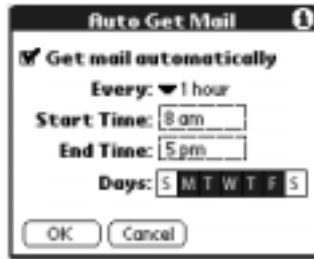 Auto Get Mail
Get mail automatically
Every: 1 hour
Start Time: 8 am
End Time: 5 pm
Days: S M T W T F S
OK Cancel